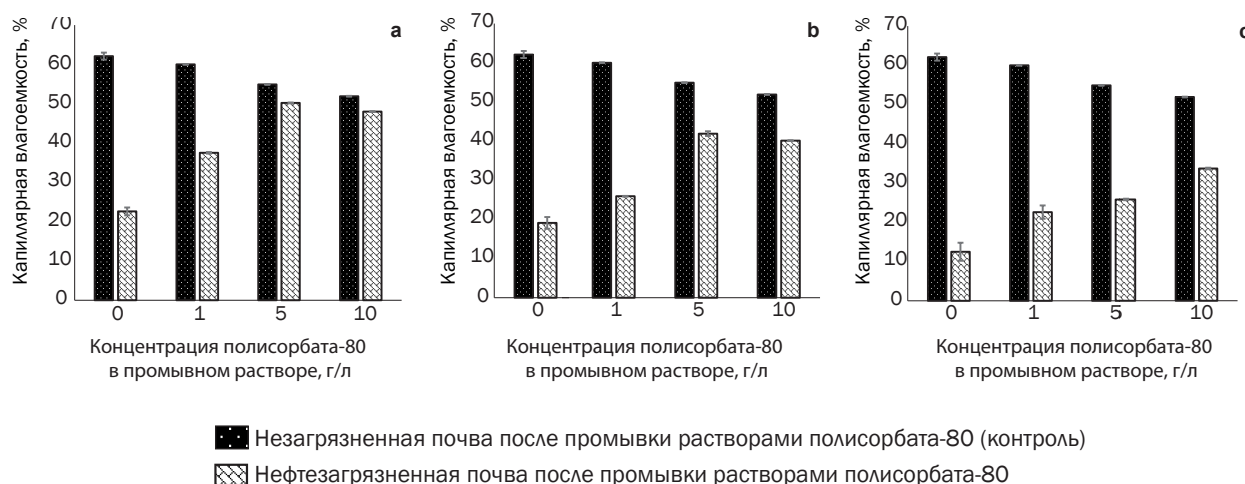 Капиллярная влагоемкость, %
70
60
50
40
30
20
10
0
a
0 1 5 10
Концентрация полисорбата-80
в промывном растворе, г/л
Капиллярная влагоемкость, %
70
60
50
40
30
20
10
0
b
0 1 5 10
Концентрация полисорбата-80
в промывном растворе, г/л
Капиллярная влагоемкость, %
70
60
50
40
30
20
10
0
c
0 1 5 10
Концентрация полисорбата-80
в промывном растворе, г/л
Незагрязненная почва после промывки растворами полисорбата-80 (контроль)
Нефтезагрязненная почва после промывки растворами полисорбата-80